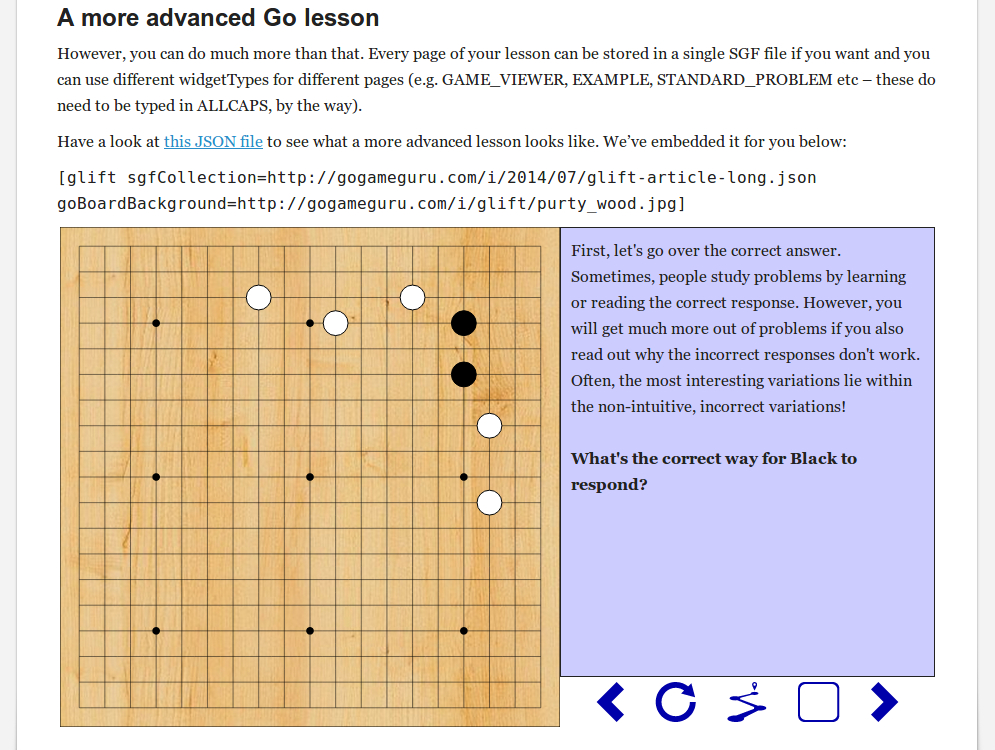 A more advanced Go lesson
However, you can do much more than that. Every page of your lesson can be stored in a single SGF file if you want and you
can use different widgetTypes for different pages (e.g. GAME_VIEWER, EXAMPLE, STANDARD_PROBLEM etc – these do
need to be typed in ALLCAPS, by the way).
Have a look at this JSON file to see what a more advanced lesson looks like. We’ve embedded it for you below:
[glift sgfCollection=http://gogameguru.com/i/2014/07/glift-article-long.json
goBoardBackground=http://gogameguru.com/i/glift/purty_wood.jpg]
First, let's go over the correct answer.
Sometimes, people study problems by learning
or reading the correct response. However, you
will get much more out of problems if you also
read out why the incorrect responses don't work.
Often, the most interesting variations lie within
the non-intuitive, incorrect variations!
What's the correct way for Black to
respond?